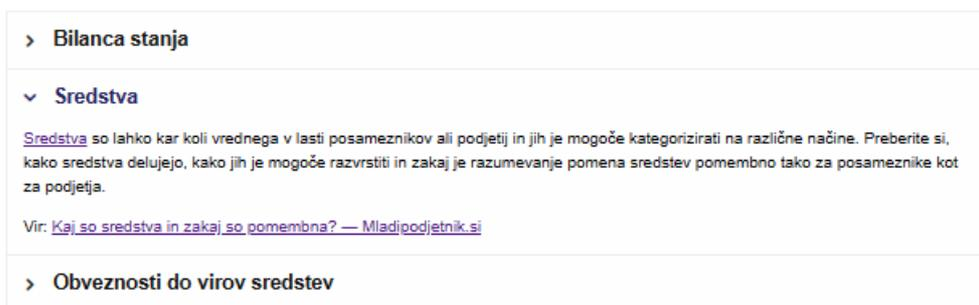 Bilanca stanja
Sredstva
Sredstva so lahko kar koli vrednega v lasti posameznikov ali podjetij in jih je mogoče kategorizirati na različne načine. Preberite si,
kako sredstva delujejo, kako jih je mogoče razvrstiti in zakaj je razumevanje pomena sredstev pomembno tako za posameznike kot
za podjetja.
Vir: Kaj so sredstva in zakaj so pomembna? — Mladipodjetnik.si
Obveznosti do virov sredstev